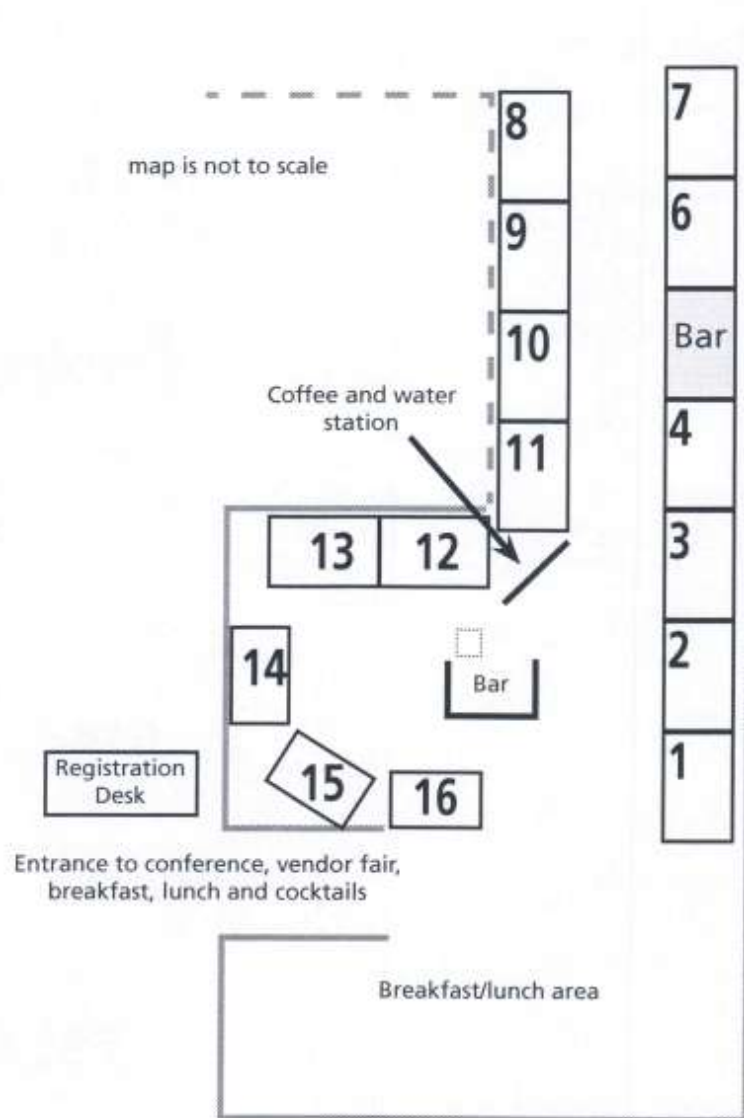 7
8
map is not to scale
6
9
Bar
10
Coffee and water
station
4
11
3
13
12
2
14
Bar
1
Registration
Desk
15
16
Entrance to conference, vendor fair,
breakfast, lunch and cocktails
Breakfast/lunch area